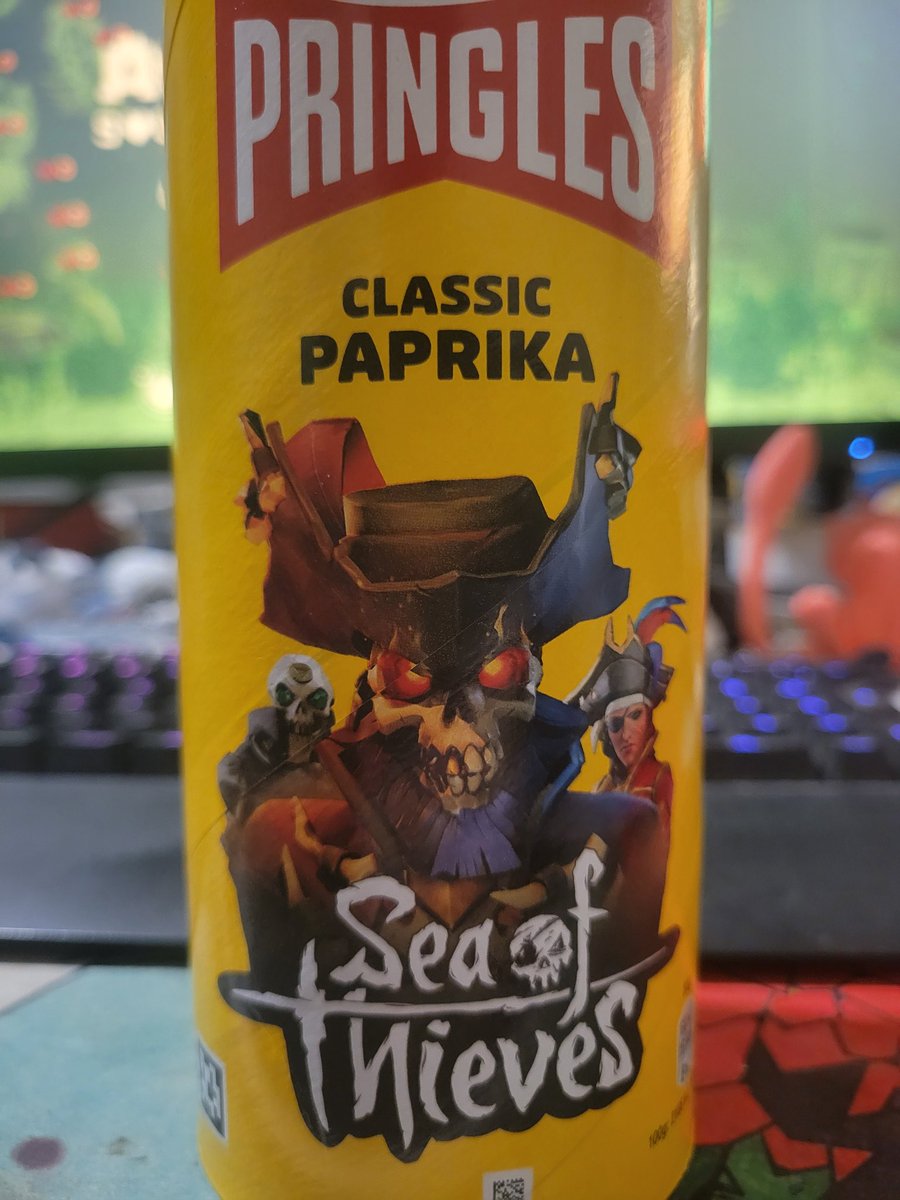 PRINGLES
CLASSIC
PAPRIKA
Sea of
Thieves